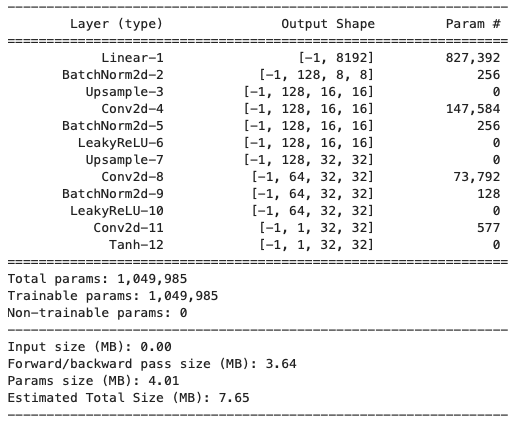 ----------------------------------------------------------------
        Layer (type)               Output Shape         Param #
================================================================
            Linear-1                 [-1, 8192]         827,392
       BatchNorm2d-2            [-1, 128, 8, 8]             256
          Upsample-3          [-1, 128, 16, 16]               0
            Conv2d-4          [-1, 128, 16, 16]         147,584
       BatchNorm2d-5          [-1, 128, 16, 16]             256
         LeakyReLU-6          [-1, 128, 16, 16]               0
          Upsample-7          [-1, 128, 32, 32]               0
            Conv2d-8           [-1, 64, 32, 32]          73,792
       BatchNorm2d-9           [-1, 64, 32, 32]             128
        LeakyReLU-10           [-1, 64, 32, 32]               0
           Conv2d-11            [-1, 1, 32, 32]             577
             Tanh-12            [-1, 1, 32, 32]               0
================================================================
Total params: 1,049,985
Trainable params: 1,049,985
Non-trainable params: 0
----------------------------------------------------------------
Input size (MB): 0.00
Forward/backward pass size (MB): 3.64
Params size (MB): 4.01
Estimated Total Size (MB): 7.65
----------------------------------------------------------------